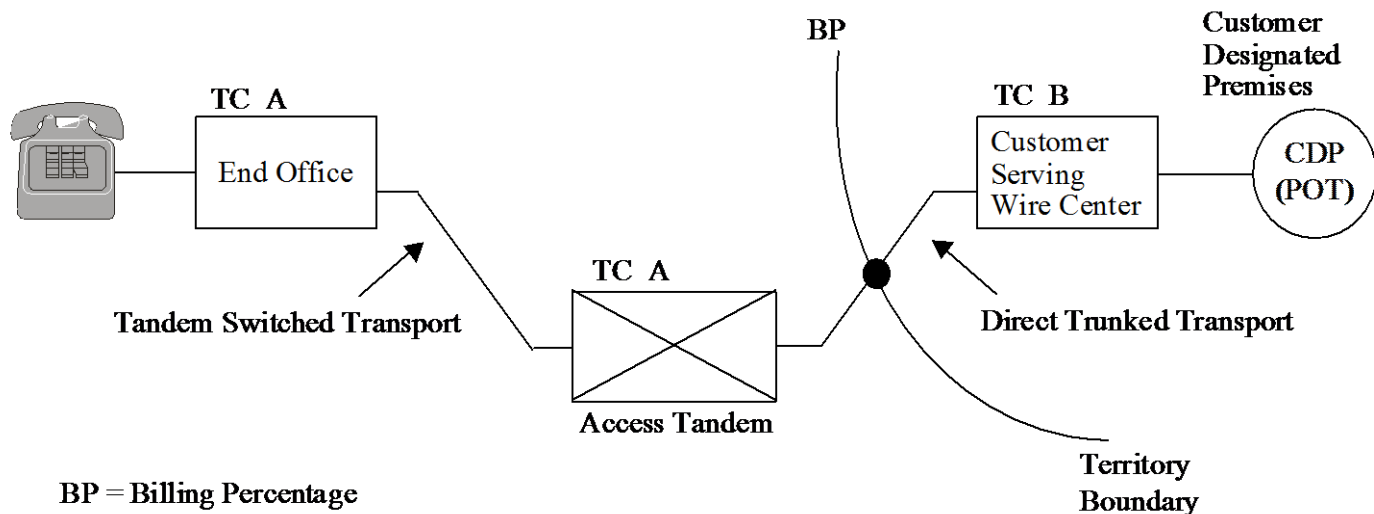 BP
Customer
Designated
Premises
TC A
TC B
End Office
Customer
Serving
Wire Center
CDP
(POT)
TC A
Tandem Switched Transport
Direct Trunked Transport
Access Tandem
Territory
Boundary
BP = Billing Percentage